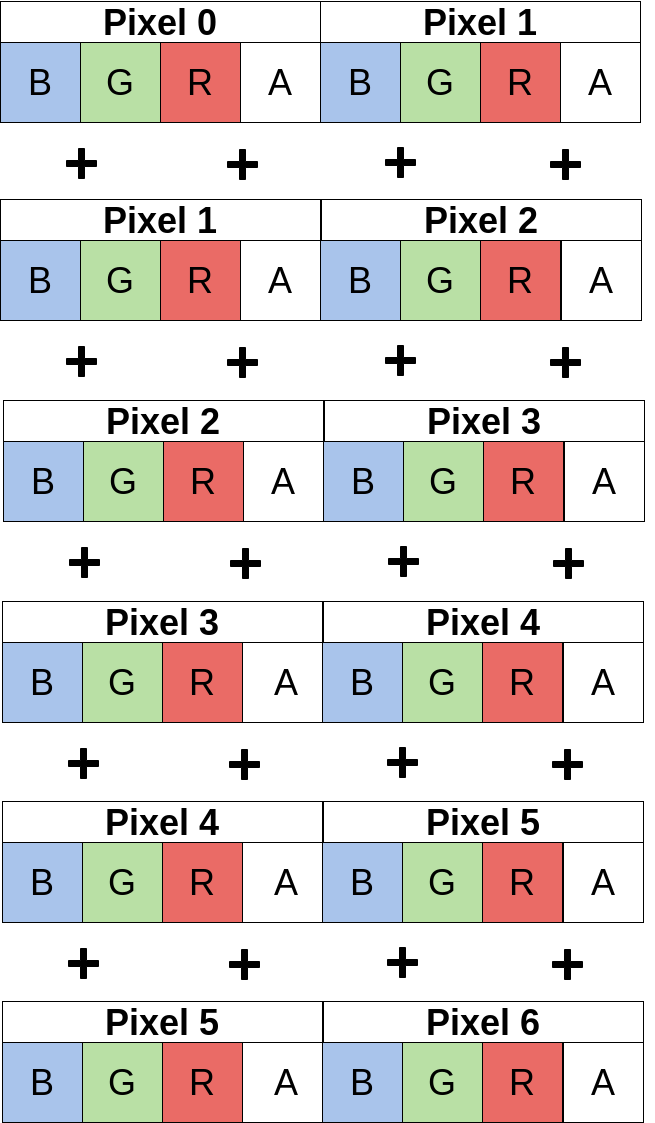 Pixel 0 Pixel 1
B G R A B G R A
+ + + +
Pixel 1 Pixel 2
B G R A B G R A
+ + + +
Pixel 2 Pixel 3
B G R A B G R A
+ + + +
Pixel 3 Pixel 4
B G R A B G R A
+ + + +
Pixel 4 Pixel 5
B G R A B G R A
+ + + +
Pixel 5 Pixel 6
B G R A B G R A